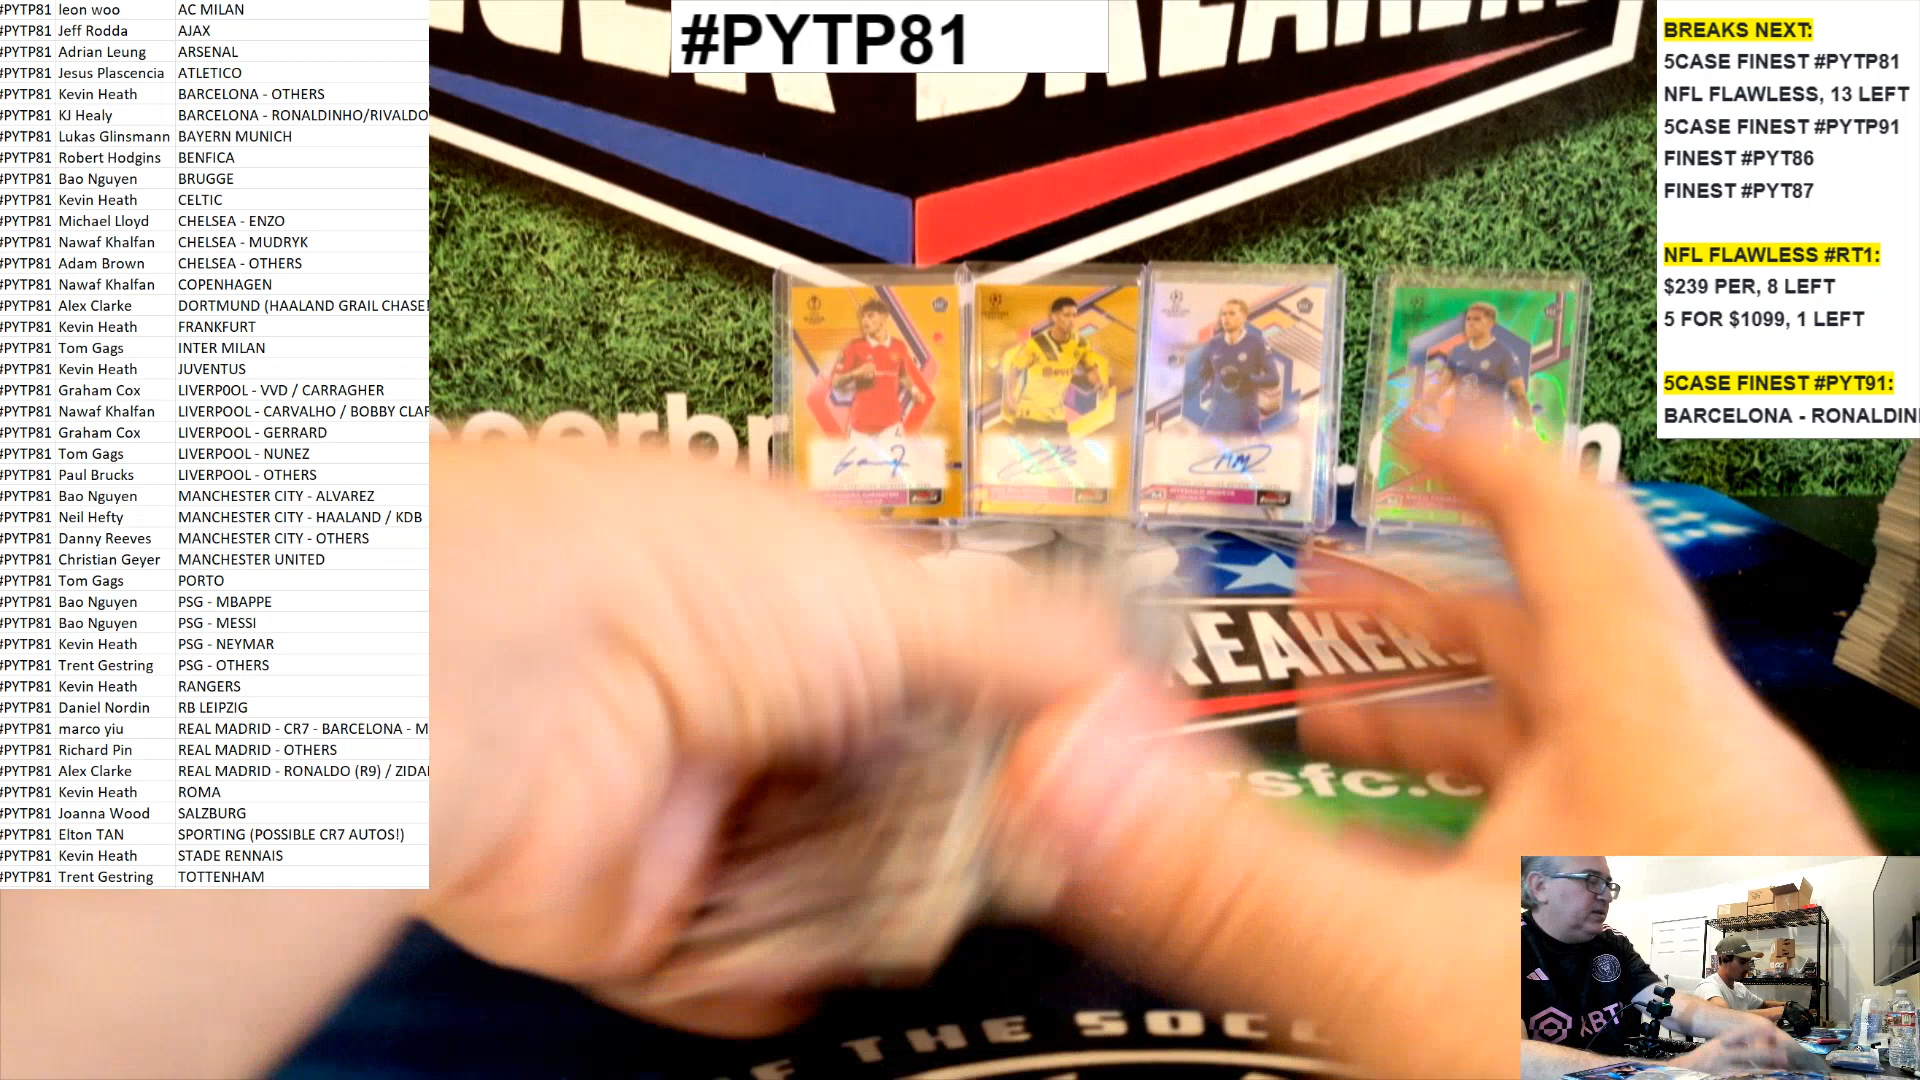 #PYTP81 leon woo AC MILAN
#PYTP81 Jeff Rodda AJAX
#PYTP81 Adrian Leung ARSENAL
#PYTP81 Jesus Plascencia ATLETICO
#PYTP81 Kevin Heath BARCELONA - OTHERS
#PYTP81 KJ Healy BARCELONA - RONALDINHO/RIVALDO
#PYTP81 Lukas Glinsmann BAYERN MUNICH
#PYTP81 Robert Hodgins BENFICA
#PYTP81 Bao Nguyen BRUGGE
#PYTP81 Kevin Heath CELTIC
#PYTP81 Michael Lloyd CHELSEA - ENZO
#PYTP81 Nawaf Khalfan CHELSEA - MUDRYK
#PYTP81 Adam Brown CHELSEA - OTHERS
#PYTP81 Nawaf Khalfan COPENHAGEN
#PYTP81 Alex Clarke DORTMUND (HAALAND GRAIL CHASE!
#PYTP81 Kevin Heath FRANKFURT
#PYTP81 Tom Gags INTER MILAN
#PYTP81 Kevin Heath JUVENTUS
#PYTP81 Graham Cox LIVERP0OL - VVD / CARRAGHER
#PYTP81 Nawaf Khalfan LIVERPOOL - CARVALHO / BOBBY CLAR
#PYTP81 Graham Cox LIVERPOOL - GERRARD
#PYTP81 Tom Gags LIVERPOOL - NUNEZ
#PYTP81 Paul Brucks LIVERPOOL - OTHERS
#PYTP81 Bao Nguyen MANCHESTER CITY - ALVAREZ
#PYTP81 Neil Hefty MANCHESTER CITY - HAALAND / KDB
#PYTP81 Danny Reeves MANCHESTER CITY - OTHERS
#PYTP81 Christian Geyer MANCHESTER UNITED
#PYTP81 Tom Gags PORTO
#PYTP81 Bao Nguyen PSG - MBAPPE
#PYTP81 Bao Nguyen PSG - MESSI
#PYTP81 Kevin Heath PSG - NEYMAR
#PYTP81 Trent Gestring PSG - OTHERS
#PYTP81 Kevin Heath RANGERS
#PYTP81 Daniel Nordin RB LEIPZIG
#PYTP81 marco yiu REAL MADRID - CR7 - BARCELONA - M
#PYTP81 Richard Pin REAL MADRID - OTHERS
#PYTP81 Alex Clarke REAL MADRID - RONALDO (R9) / ZIDA
#PYTP81 Kevin Heath ROMA
#PYTP81 Joanna Wood SALZBURG
#PYTP81 Elton TAN SPORTING (POSSIBLE CR7 AUTOS!)
#PYTP81 Kevin Heath STADE RENNAIS
#PYTP81 Trent Gestring TOTTENHAM
#PYTP81
BREAKS NEXT:
5CASE FINEST #PYTP81
NFL FLAWLESS, 13 LEFT
5CASE FINEST #PYTP91
FINEST #PYT86
FINEST #PYT87
NFL FLAWLESS #RT1:
$239 PER, 8 LEFT
5 FOR $1099, 1 LEFT
5CASE FINEST #PYT91:
BARCELONA - RONALDIN
REAKERS
rsfc.c
OF THE SOCC